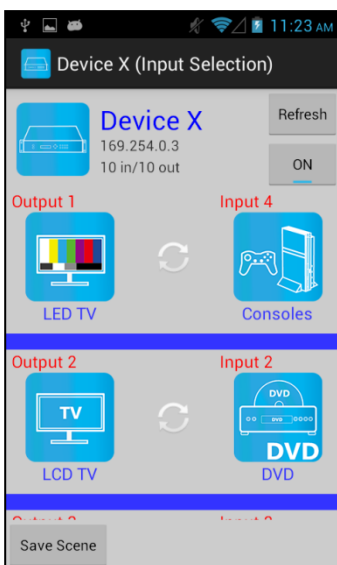 11:23 AM
Device X (Input Selection)
Device X
169.254.0.3
10 in/10 out
Refresh
ON
Output 1
Input 4
LED TV
Consoles
Output 2
Input 2
TV
DVD
DVD
DVD
LCD TV
DVD
Save Scene